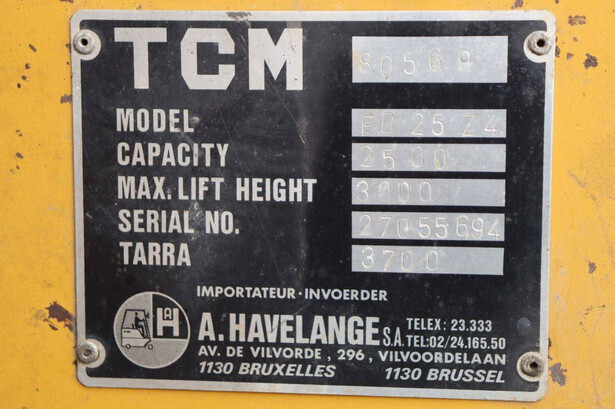 TCM 80569
MODEL FD 25 Z4
CAPACITY 2500
MAX. LIFT HEIGHT 3000
SERIAL NO. 27055694
TARRA 3700
IMPORTATEUR · INVOERDER
A. HAVELANGE S.A. TELEX: 23.333
TEL:02/24.165.50
AV. DE VILVORDE, 296, VILVOORDELAAN
1130 BRUXELLES 1130 BRUSSEL